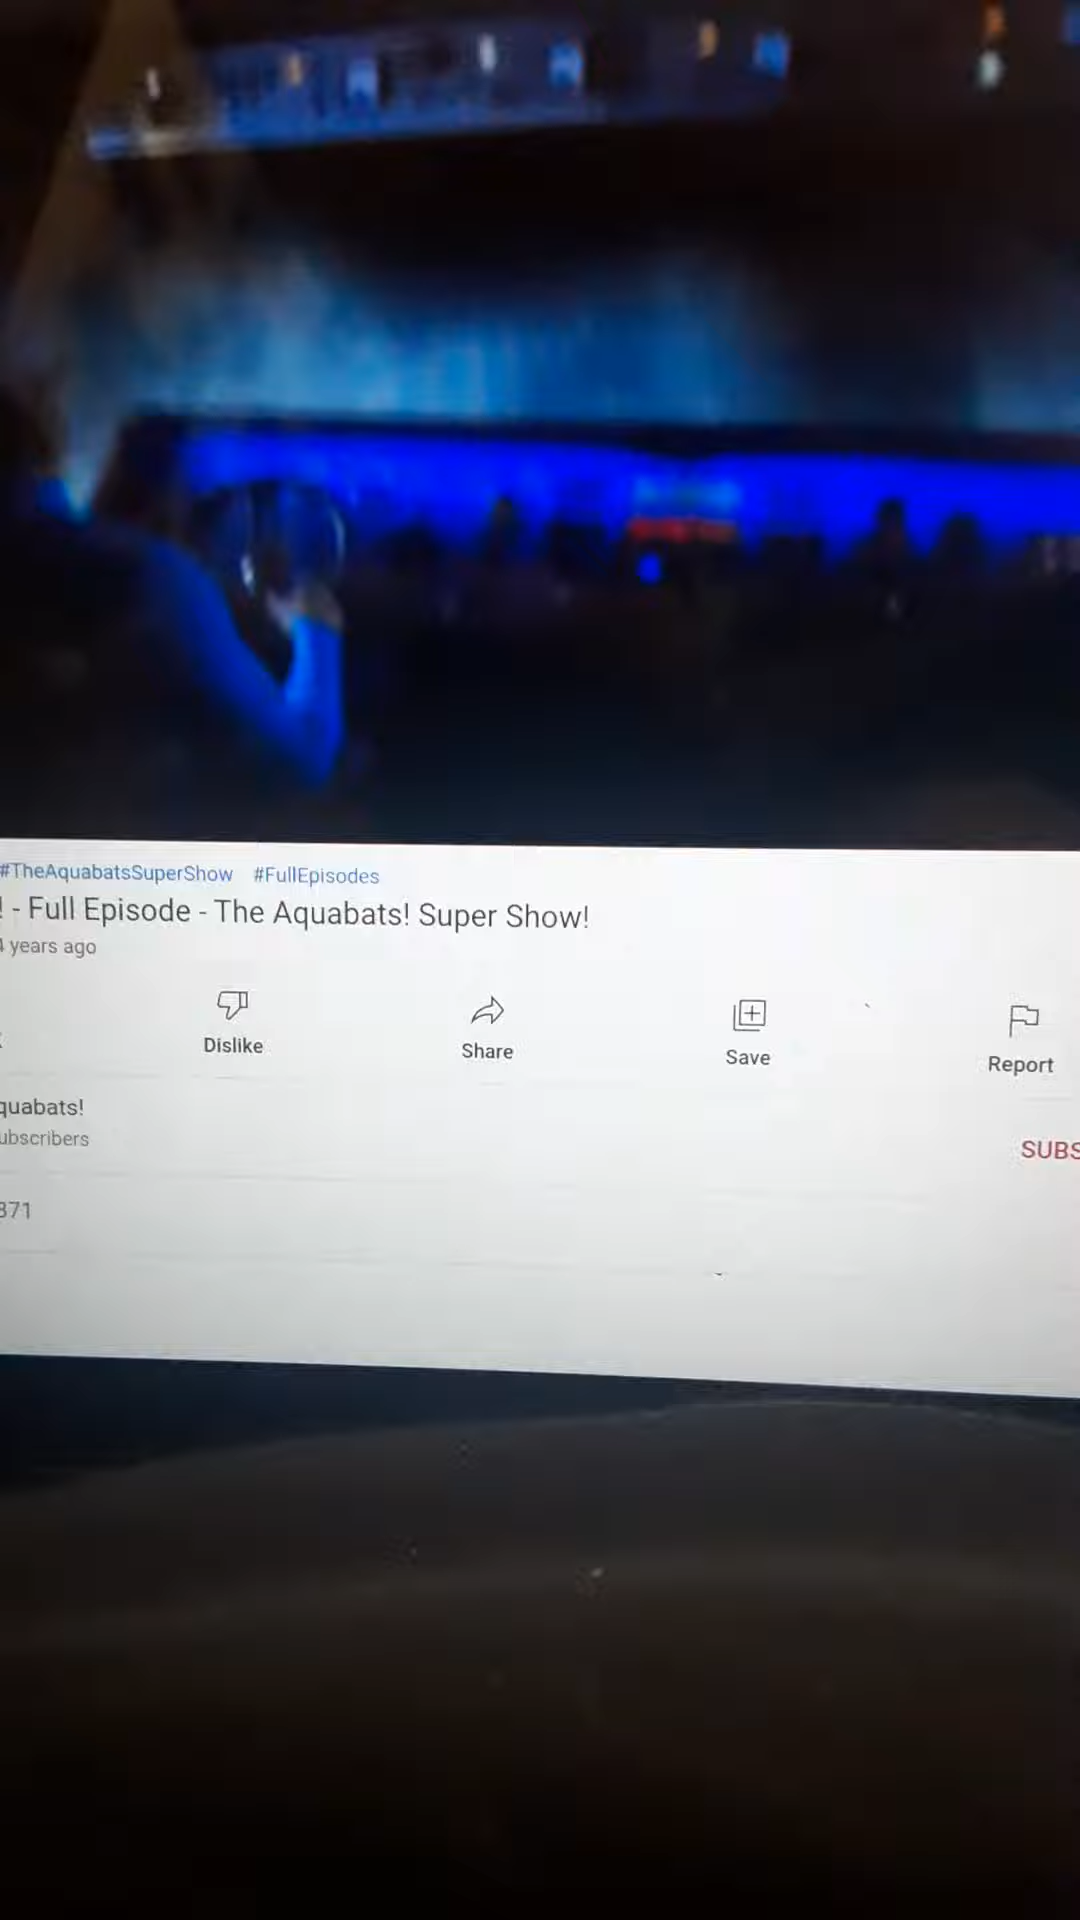 #TheAquabatsSuperShow #FullEpisodes
! - Full Episode - The Aquabats! Super Show!
years ago
Dislike Share Save Report
quabats!
ubscribers
SUBS
371